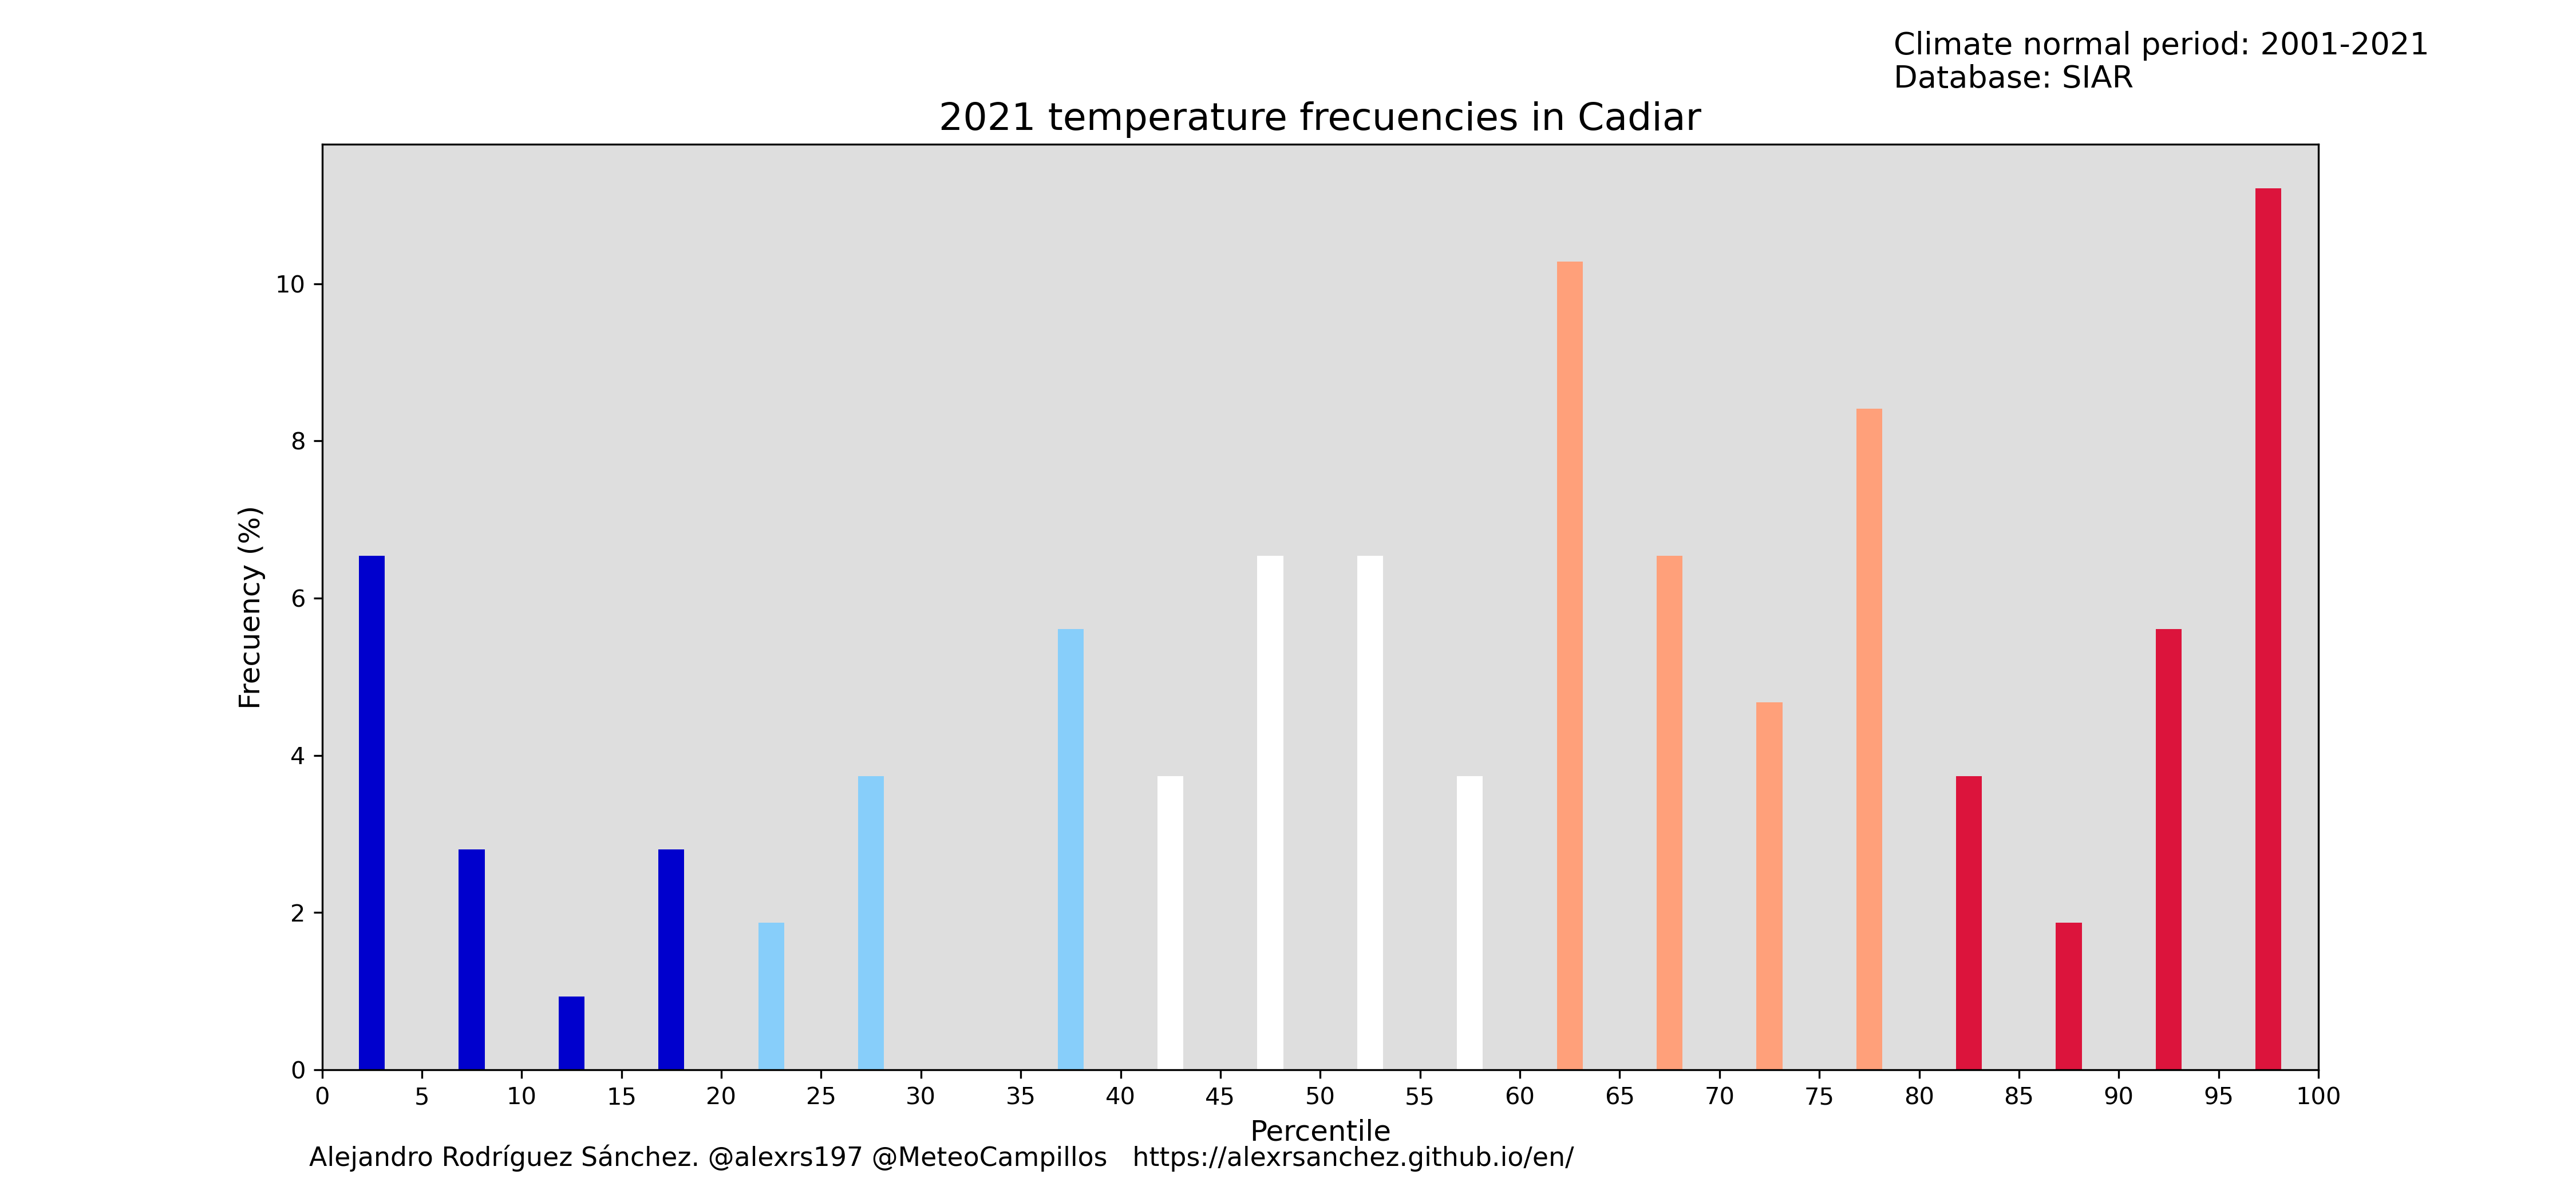 Climate normal period: 2001-2021
Database: SIAR
2021 temperature frecuencies in Cadiar
10
8
6
4
2
0
Frecuency (%)
0 5 10 15 20 25 30 35 40 45 50 55 60 65 70 75 80 85 90 95 100
Percentile
Alejandro Rodríguez Sánchez. @alexrs197 @MeteoCampillos https://alexrsanchez.github.io/en/